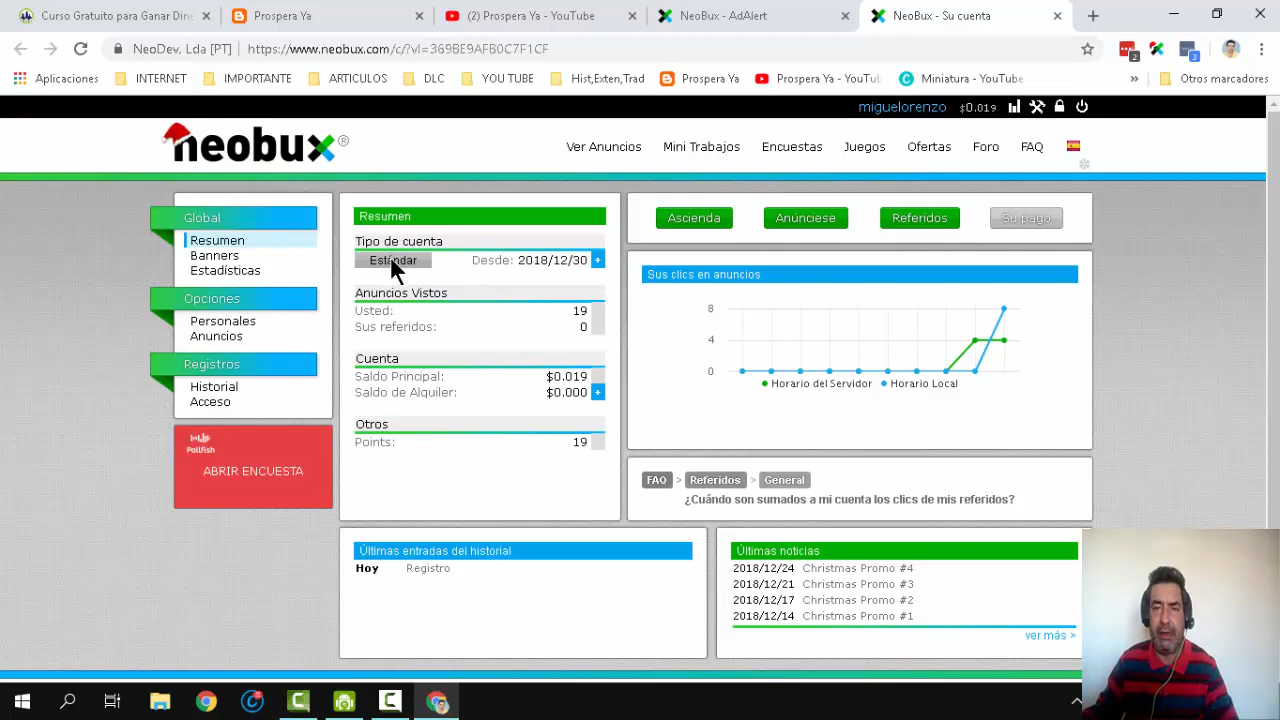 Curso Gratuito para Ganar Dine
Prospera Ya
(2) Prospera Ya - YouTube
NeoBux - AdAlert
NeoBux - Su cuenta
NeoDev, Lda [PT] | https://www.neobux.com/c?vl=369BE9AFB0C7F1CF
2
3
Aplicaciones
INTERNET
IMPORTANTE
ARTICULOS
DLC
YOU TUBE
Hist,Exten,Trad
Prospera Ya
Prospera Ya - YouTub
Miniatura - YouTube
»
Otros marcadores
miguelorenzo
$0.019
neobux®
Ver Anuncios
Mini Trabajos
Encuestas
Juegos
Ofertas
Foro
FAQ
Global
Resumen
Banners
Estadísticas
Opciones
Personales
Anuncios
Registros
Historial
Acceso
Pollfish
ABRIR ENCUESTA
Resumen
Tipo de cuenta
Estándar
Desde: 2018/12/30 +
Anuncios Vistos
Usted: 19
Sus referidos: 0
Cuenta
Saldo Principal: $0.019
Saldo de Alquiler: $0.000 +
Otros
Points: 19
Ascienda
Anúnciese
Referidos
Su pago
Sus clics en anuncios
8
4
0
Horario del Servidor
Horario Local
FAQ > Referidos > General
¿Cuándo son sumados a mi cuenta los clics de mis referidos?
Últimas entradas del historial
Hoy Registro
Últimas noticias
2018/12/24 Christmas Promo #4
2018/12/21 Christmas Promo #3
2018/12/17 Christmas Promo #2
2018/12/14 Christmas Promo #1
ver más >